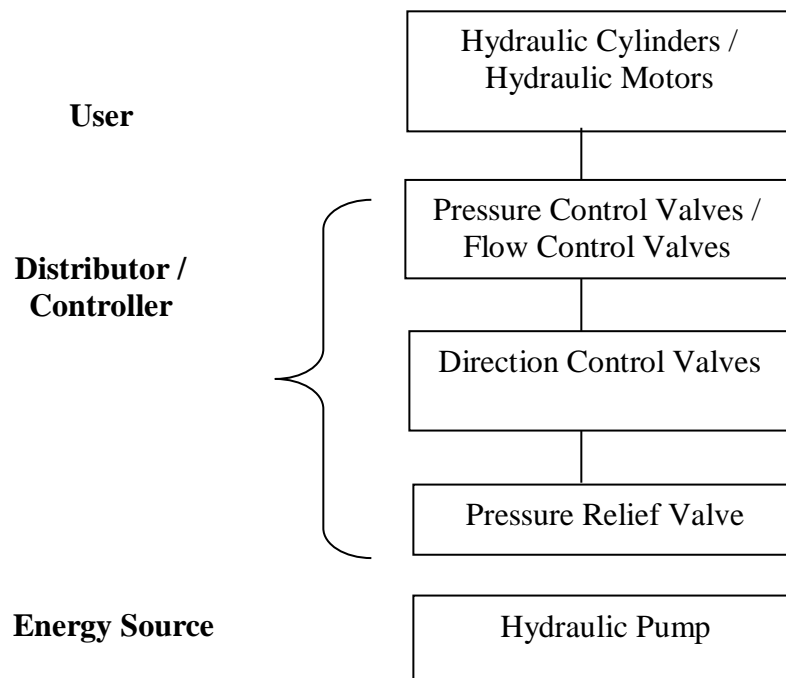 Hydraulic Cylinders /
Hydraulic Motors
User
Pressure Control Valves /
Flow Control Valves
Distributor /
Controller
Direction Control Valves
Pressure Relief Valve
Energy Source
Hydraulic Pump